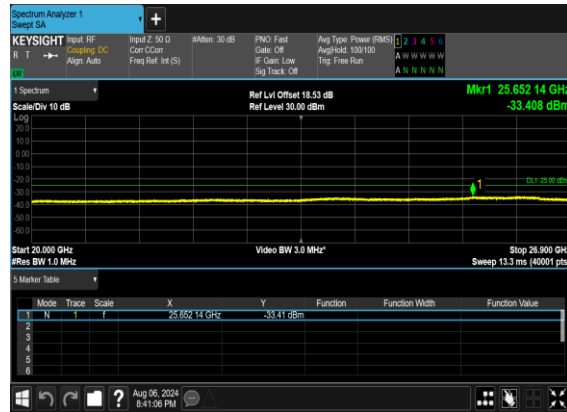 Spectrum Analyzer 1
Swept SA
+
KEYSIGHT Input: RF Input Z: 50 Ω #Atten: 30 dB PNO: Fast Avg Type: Power (RMS) 1 2 3 4 5 6
R T Coupling: DC Corr CCorr Gate: Off Avg|Hold: 100/100 A W W W W W
Align: Auto Freq Ref: Int (S) IF Gain: Low Trig: Free Run A N N N N N
Sig Track: Off
1 Spectrum
Ref Lvl Offset 18.53 dB Mkr1 25.652 14 GHz
Scale/Div 10 dB Ref Level 30.00 dBm -33.408 dBm
Log
20.0
10.0
0.00
-10.0
-20.0
1
DL1 -25.00 dBm
-30.0
-40.0
-50.0
-60.0
Start 20.000 GHz Video BW 3.0 MHz* Stop 26.900 GHz
#Res BW 1.0 MHz Sweep 13.3 ms (40001 pts)
5 Marker Table
Mode Trace Scale X Y Function Function Width Function Value
1 N 1 f 25.652 14 GHz -33.41 dBm
2
3
4
5
6
? Aug 06, 2024
8:41:06 PM